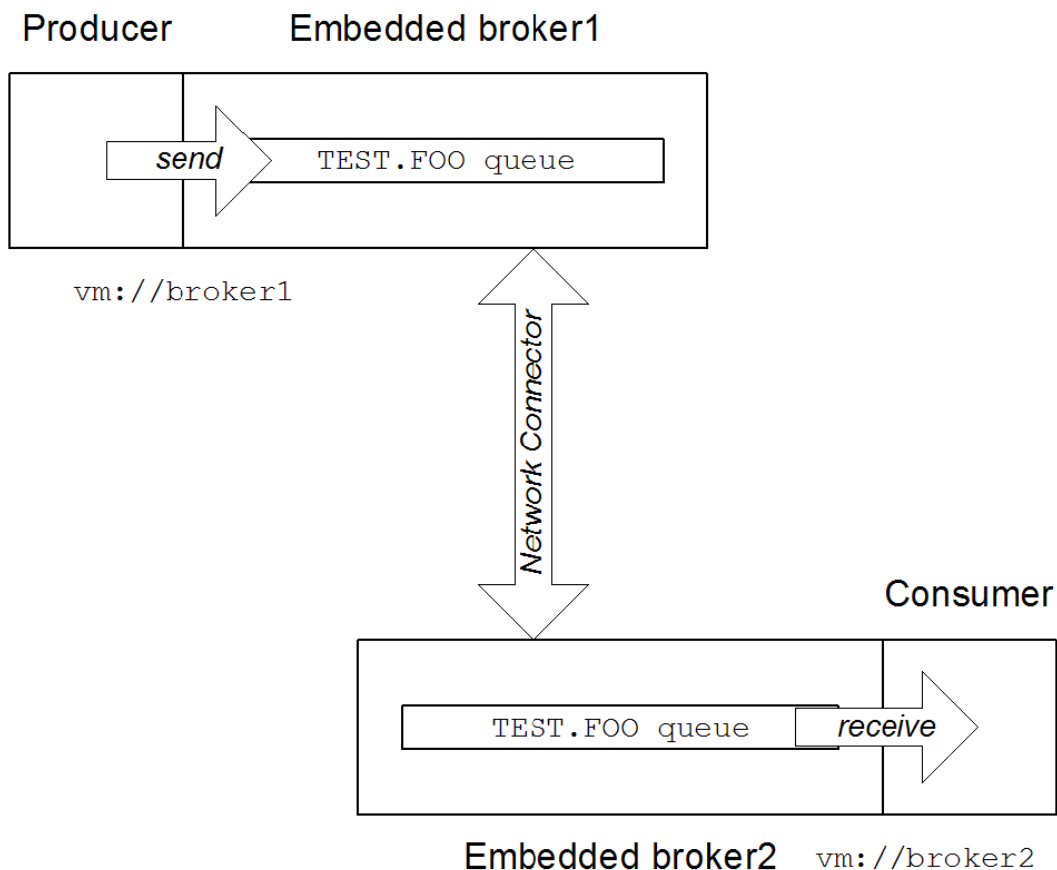 Producer
Embedded broker1
send
TEST.FOO queue
vm://broker1
Network Connector
Consumer
TEST.FOO queue
receive
Embedded broker2
vm://broker2